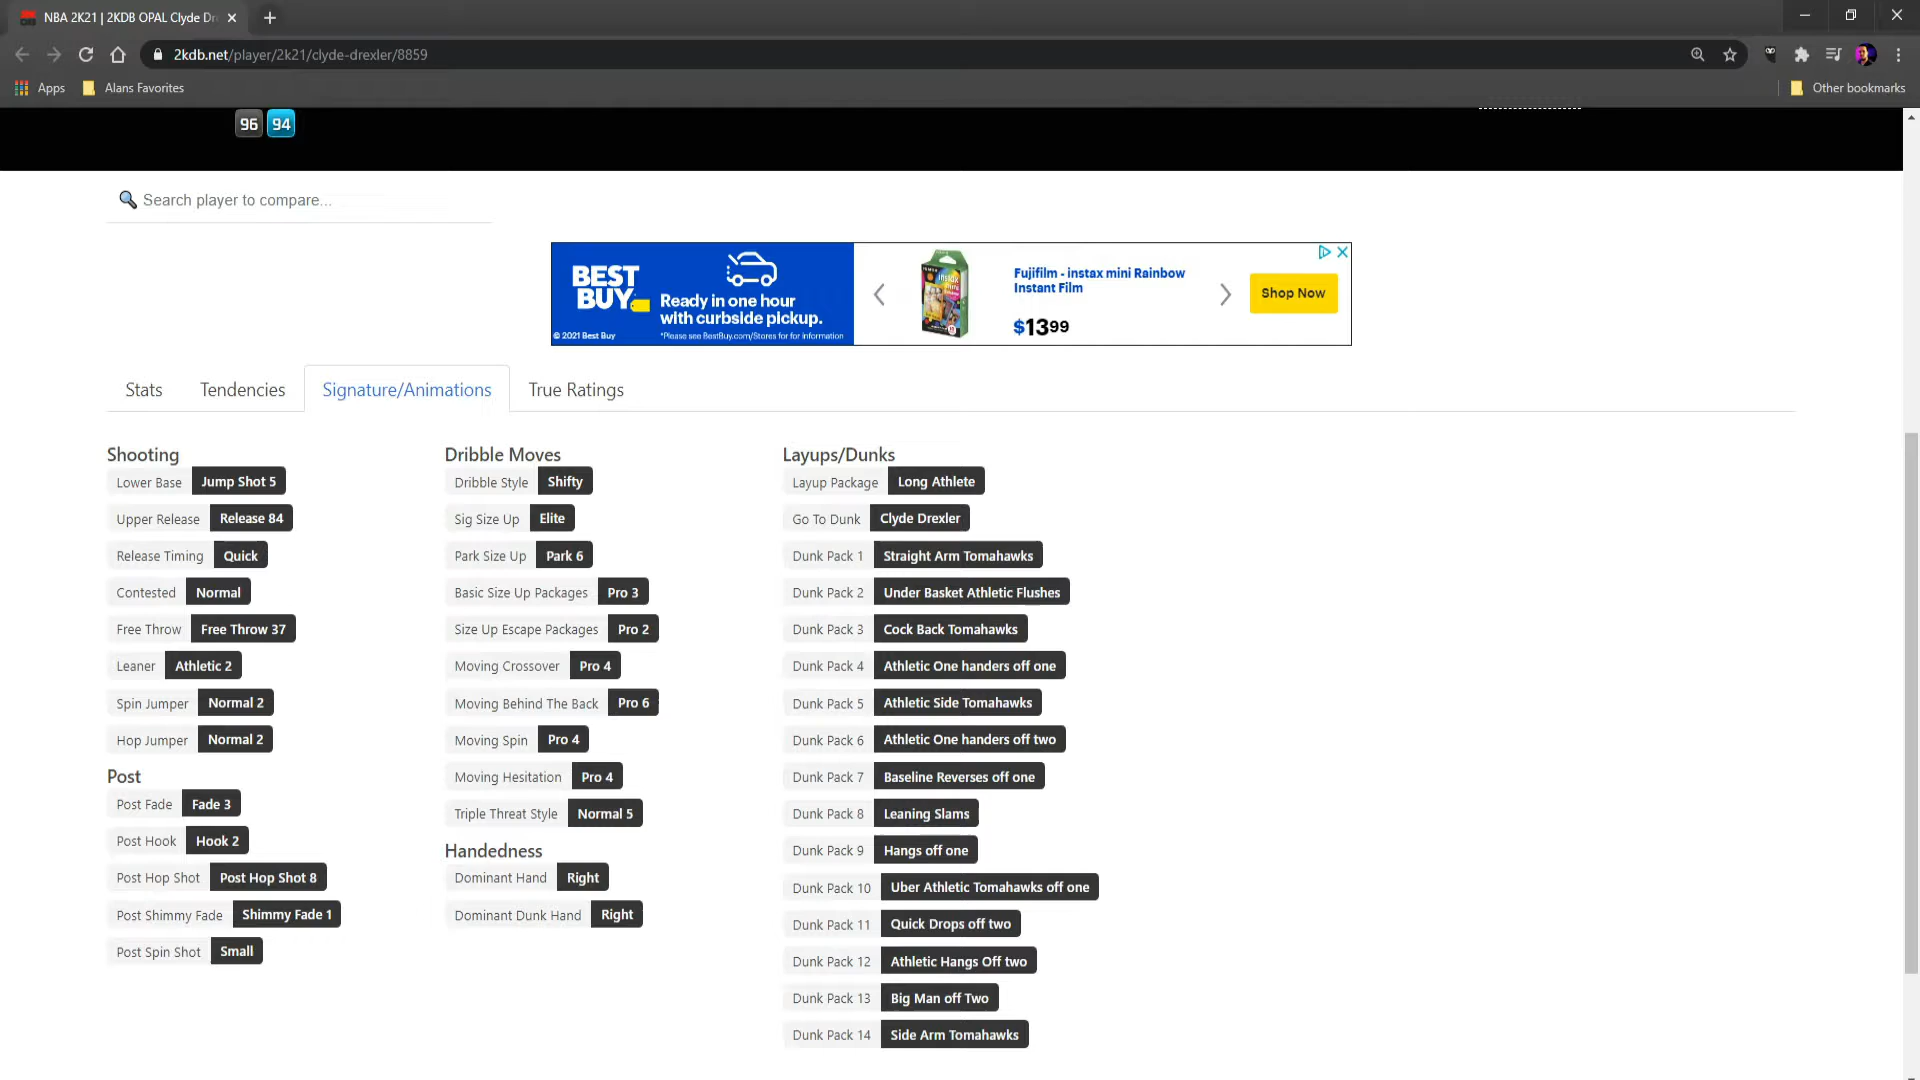 NBA 2K21 | 2KDB OPAL Clyde Dr
2kdb.net/player/2k21/clyde-drexler/8859
Apps
Alans Favorites
Other bookmarks
96 94
Search player to compare...
BEST BUY
Ready in one hour
with curbside pickup.
© 2021 Best Buy
*Please see BestBuy.com/Stores for for information
Fujifilm - instax mini Rainbow
Instant Film
$1399
Shop Now
Stats
Tendencies
Signature/Animations
True Ratings
Shooting
Lower Base Jump Shot 5
Upper Release Release 84
Release Timing Quick
Contested Normal
Free Throw Free Throw 37
Leaner Athletic 2
Spin Jumper Normal 2
Hop Jumper Normal 2
Post
Post Fade Fade 3
Post Hook Hook 2
Post Hop Shot Post Hop Shot 8
Post Shimmy Fade Shimmy Fade 1
Post Spin Shot Small
Dribble Moves
Dribble Style Shifty
Sig Size Up Elite
Park Size Up Park 6
Basic Size Up Packages Pro 3
Size Up Escape Packages Pro 2
Moving Crossover Pro 4
Moving Behind The Back Pro 6
Moving Spin Pro 4
Moving Hesitation Pro 4
Triple Threat Style Normal 5
Handedness
Dominant Hand Right
Dominant Dunk Hand Right
Layups/Dunks
Layup Package Long Athlete
Go To Dunk Clyde Drexler
Dunk Pack 1 Straight Arm Tomahawks
Dunk Pack 2 Under Basket Athletic Flushes
Dunk Pack 3 Cock Back Tomahawks
Dunk Pack 4 Athletic One handers off one
Dunk Pack 5 Athletic Side Tomahawks
Dunk Pack 6 Athletic One handers off two
Dunk Pack 7 Baseline Reverses off one
Dunk Pack 8 Leaning Slams
Dunk Pack 9 Hangs off one
Dunk Pack 10 Uber Athletic Tomahawks off one
Dunk Pack 11 Quick Drops off two
Dunk Pack 12 Athletic Hangs Off two
Dunk Pack 13 Big Man off Two
Dunk Pack 14 Side Arm Tomahawks